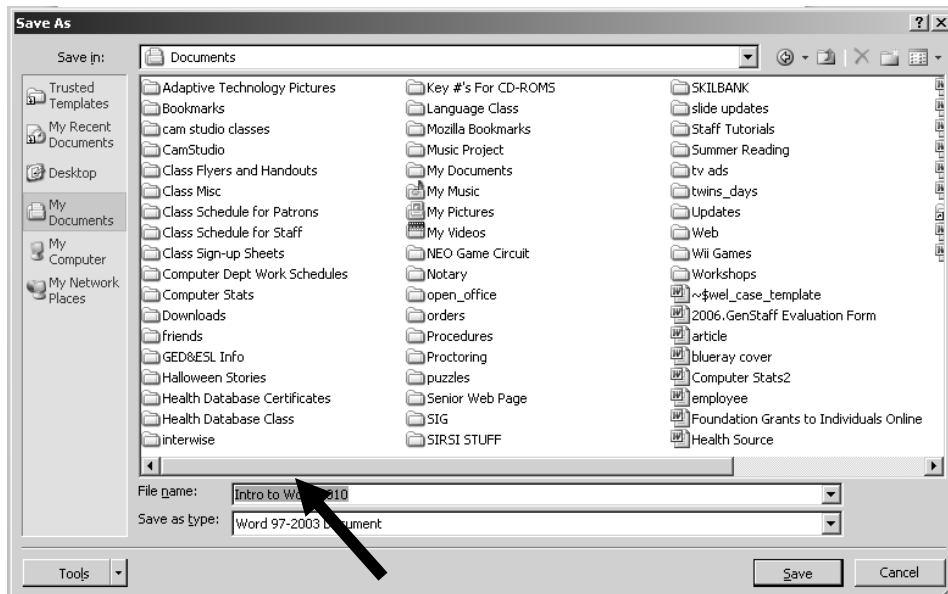 Save As
Save in:
Documents
Trusted
Templates
My Recent
Documents
Desktop
My
Documents
My
Computer
My Network
Places
Adaptive Technology Pictures
Bookmarks
cam studio classes
CamStudio
Class Flyers and Handouts
Class Misc
Class Schedule for Patrons
Class Schedule for Staff
Class Sign-up Sheets
Computer Dept Work Schedules
Computer Stats
Downloads
friends
GED&ESL Info
Halloween Stories
Health Database Certificates
Health Database Class
interwise
Key #'s For CD-ROMS
Language Class
Mozilla Bookmarks
Music Project
My Documents
My Music
My Pictures
My Videos
NEO Game Circuit
Notary
open_office
orders
Procedures
Proctoring
puzzles
Senior Web Page
SIG
SIRSI STUFF
SKILBANK
slide updates
Staff Tutorials
Summer Reading
tv ads
twins_days
Updates
Web
Wii Games
Workshops
~$wel_case_template
2006.GenStaff Evaluation Form
article
blueray cover
Computer Stats2
employee
Foundation Grants to Individuals Online
Health Source
File name:
Intro to
Save as type:
Word 97-2003
Tools
Save
Cancel